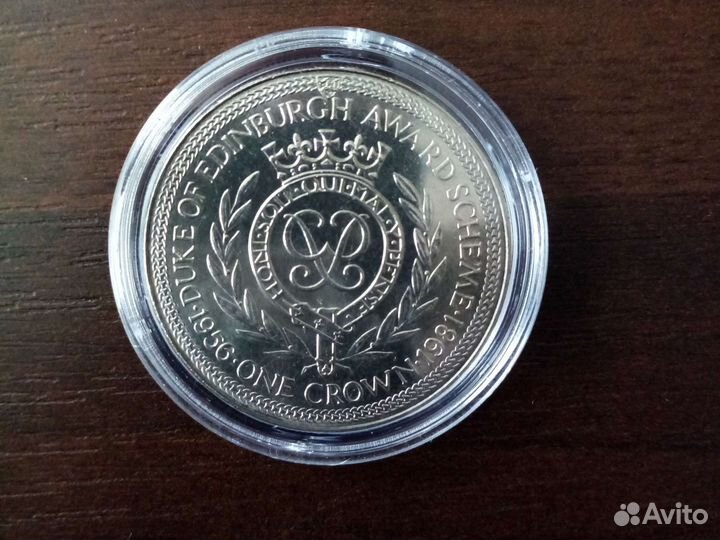 DUKE OF EDINBURGH AWARD SCHEME
·1956·ONE CROWN·1981·
HONI·SOIT·QUI·MAL·Y·PENSE
Avito